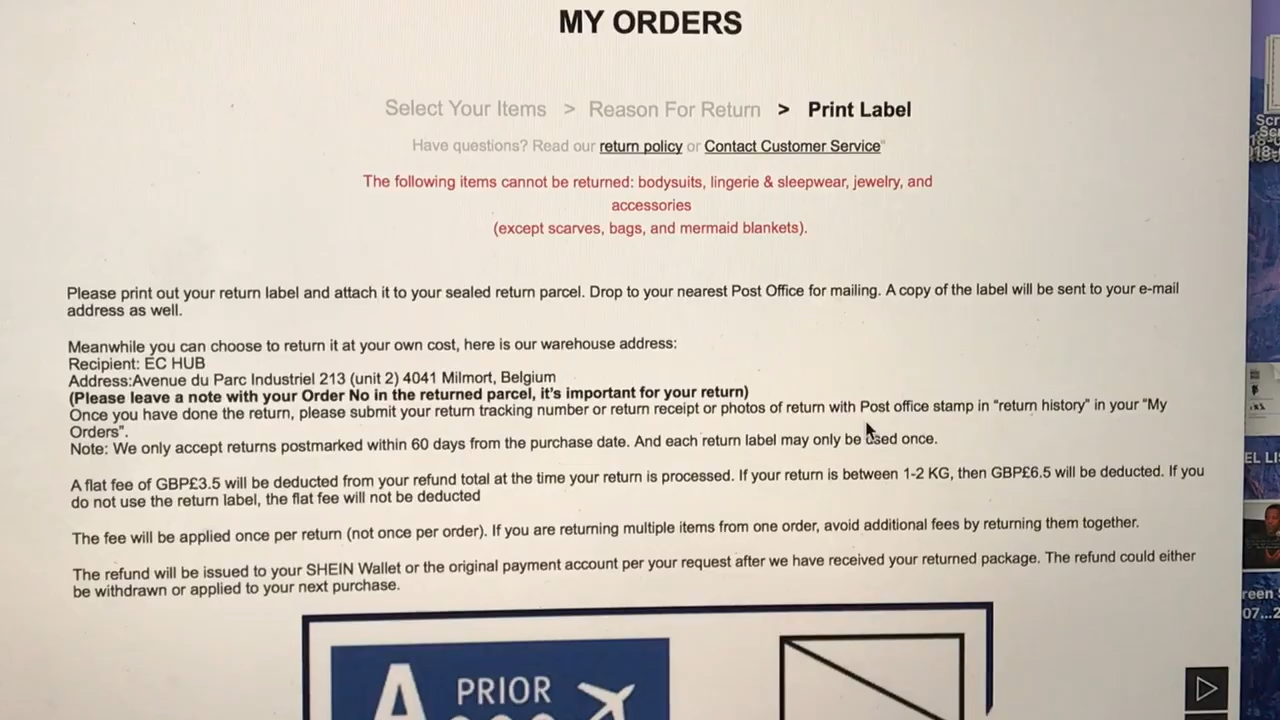 MY ORDERS
Select Your Items > Reason For Return > Print Label
Have questions? Read our return policy or Contact Customer Service"
The following items cannot be returned: bodysuits, lingerie & sleepwear, jewelry, and
accessories
(except scarves, bags, and mermaid blankets).
Please print out your return label and attach it to your sealed return parcel. Drop to your nearest Post Office for mailing. A copy of the label will be sent to your e-mail
address as well.
Meanwhile you can choose to return it at your own cost, here is our warehouse address:
Recipient: EC HUB
Address:Avenue du Parc Industriel 213 (unit 2) 4041 Milmort, Belgium
(Please leave a note with your Order No in the returned parcel, it's important for your return)
Once you have done the return, please submit your return tracking number or return receipt or photos of return with Post office stamp in "return history" in your "My
Orders".
Note: We only accept returns postmarked within 60 days from the purchase date. And each return label may only be used once.
A flat fee of GBP£3.5 will be deducted from your refund total at the time your return is processed. If your return is between 1-2 KG, then GBP£6.5 will be deducted. If you
do not use the return label, the flat fee will not be deducted
The fee will be applied once per return (not once per order). If you are returning multiple items from one order, avoid additional fees by returning them together.
The refund will be issued to your SHEIN Wallet or the original payment account per your request after we have received your returned package. The refund could either
be withdrawn or applied to your next purchase.
A PRIOR
Scr
EL LIS
reen S
07...2